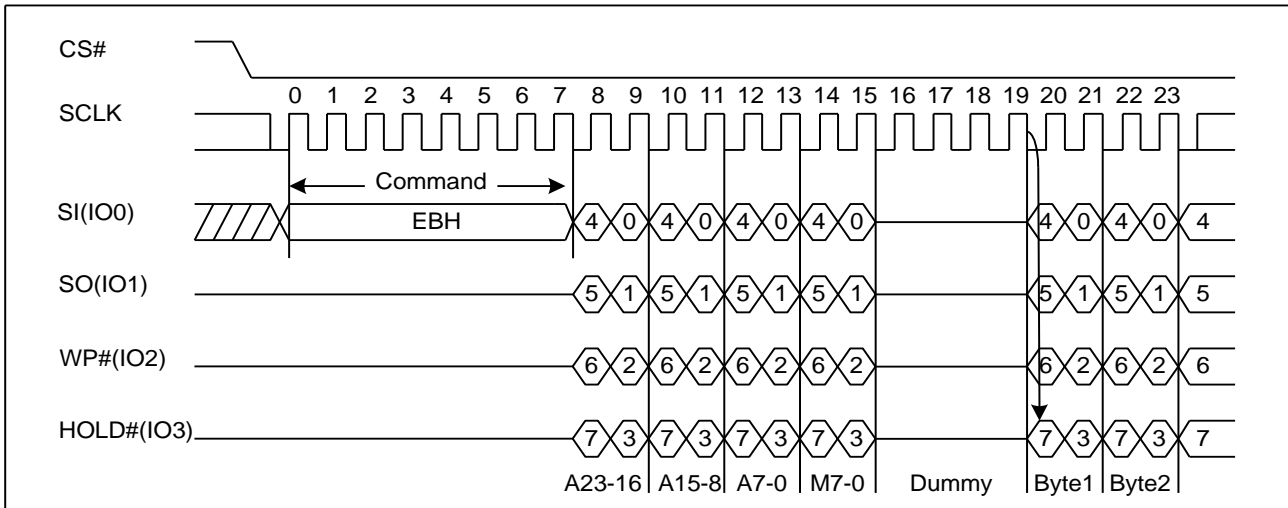 CS#
0 1 2 3 4 5 6 7 8 9 10 11 12 13 14 15 16 17 18 19 20 21 22 23
SCLK
Command
SI(IO0) EBH 4 0 4 0 4 0 4 0 4 0 4 0 4
SO(IO1) 5 1 5 1 5 1 5 1 5 1 5 1 5
WP#(IO2) 6 2 6 2 6 2 6 2 6 2 6 2 6
HOLD#(IO3) 7 3 7 3 7 3 7 3 7 3 7 3 7
A23-16 A15-8 A7-0 M7-0 Dummy Byte1 Byte2